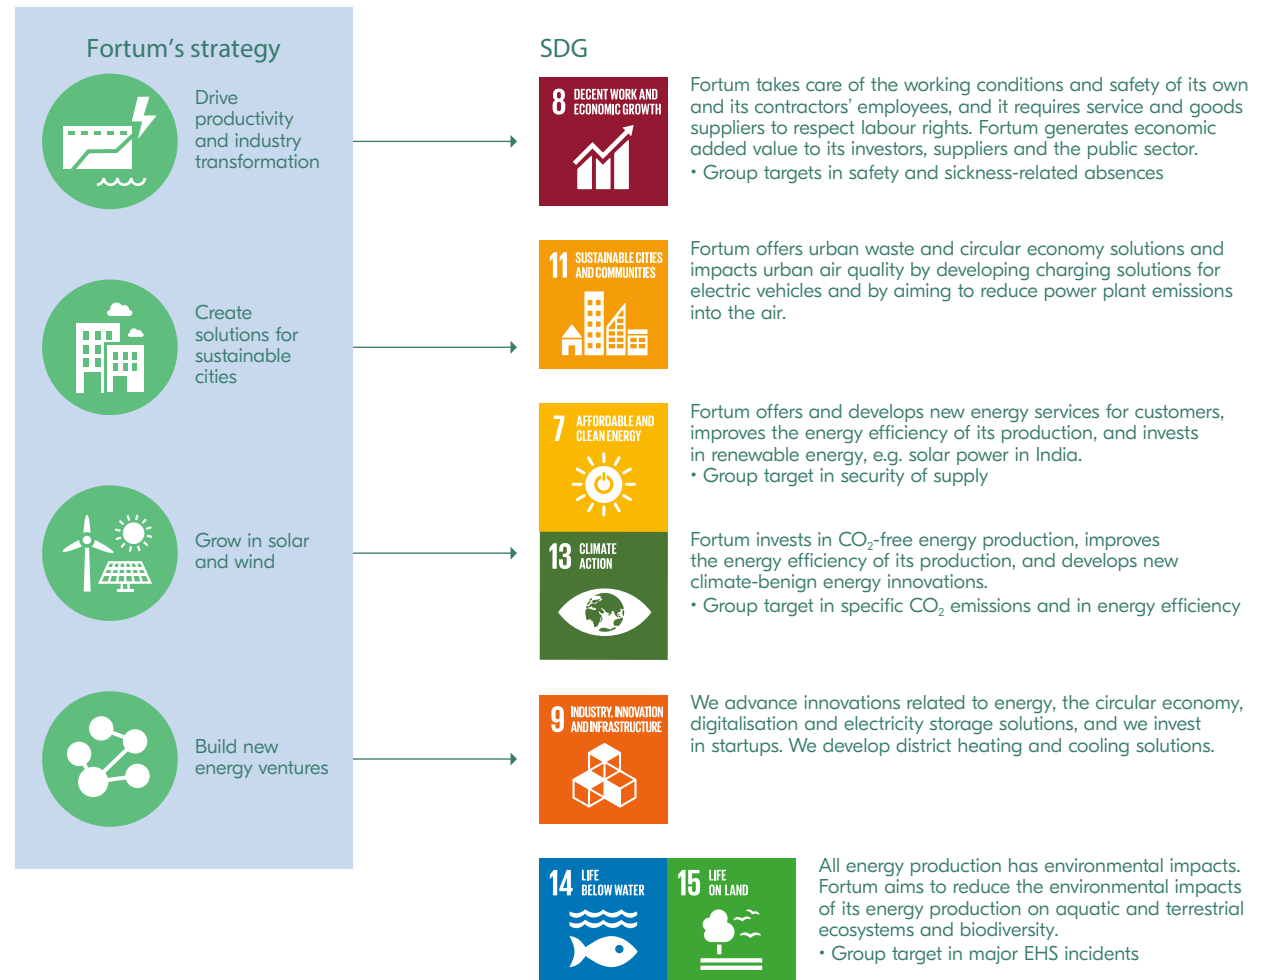 Fortum's strategy
SDG
Drive
productivity
and industry
transformation
8 DECENT WORK AND
ECONOMIC GROWTH
Fortum takes care of the working conditions and safety of its own
and its contractors' employees, and it requires service and goods
suppliers to respect labour rights. Fortum generates economic
added value to its investors, suppliers and the public sector.
• Group targets in safety and sickness-related absences
Create
solutions for
sustainable
cities
11 SUSTAINABLE CITIES
AND COMMUNITIES
Fortum offers urban waste and circular economy solutions and
impacts urban air quality by developing charging solutions for
electric vehicles and by aiming to reduce power plant emissions
into the air.
Grow in solar
and wind
7 AFFORDABLE AND
CLEAN ENERGY
Fortum offers and develops new energy services for customers,
improves the energy efficiency of its production, and invests
in renewable energy, e.g. solar power in India.
• Group target in security of supply
13 CLIMATE
ACTION
Fortum invests in CO₂-free energy production, improves
the energy efficiency of its production, and develops new
climate-benign energy innovations.
• Group target in specific CO₂ emissions and in energy efficiency
Build new
energy ventures
9 INDUSTRY, INNOVATION
AND INFRASTRUCTURE
We advance innovations related to energy, the circular economy,
digitalisation and electricity storage solutions, and we invest
in startups. We develop district heating and cooling solutions.
14 LIFE
BELOW WATER
15 LIFE
ON LAND
All energy production has environmental impacts.
Fortum aims to reduce the environmental impacts
of its energy production on aquatic and terrestrial
ecosystems and biodiversity.
• Group target in major EHS incidents